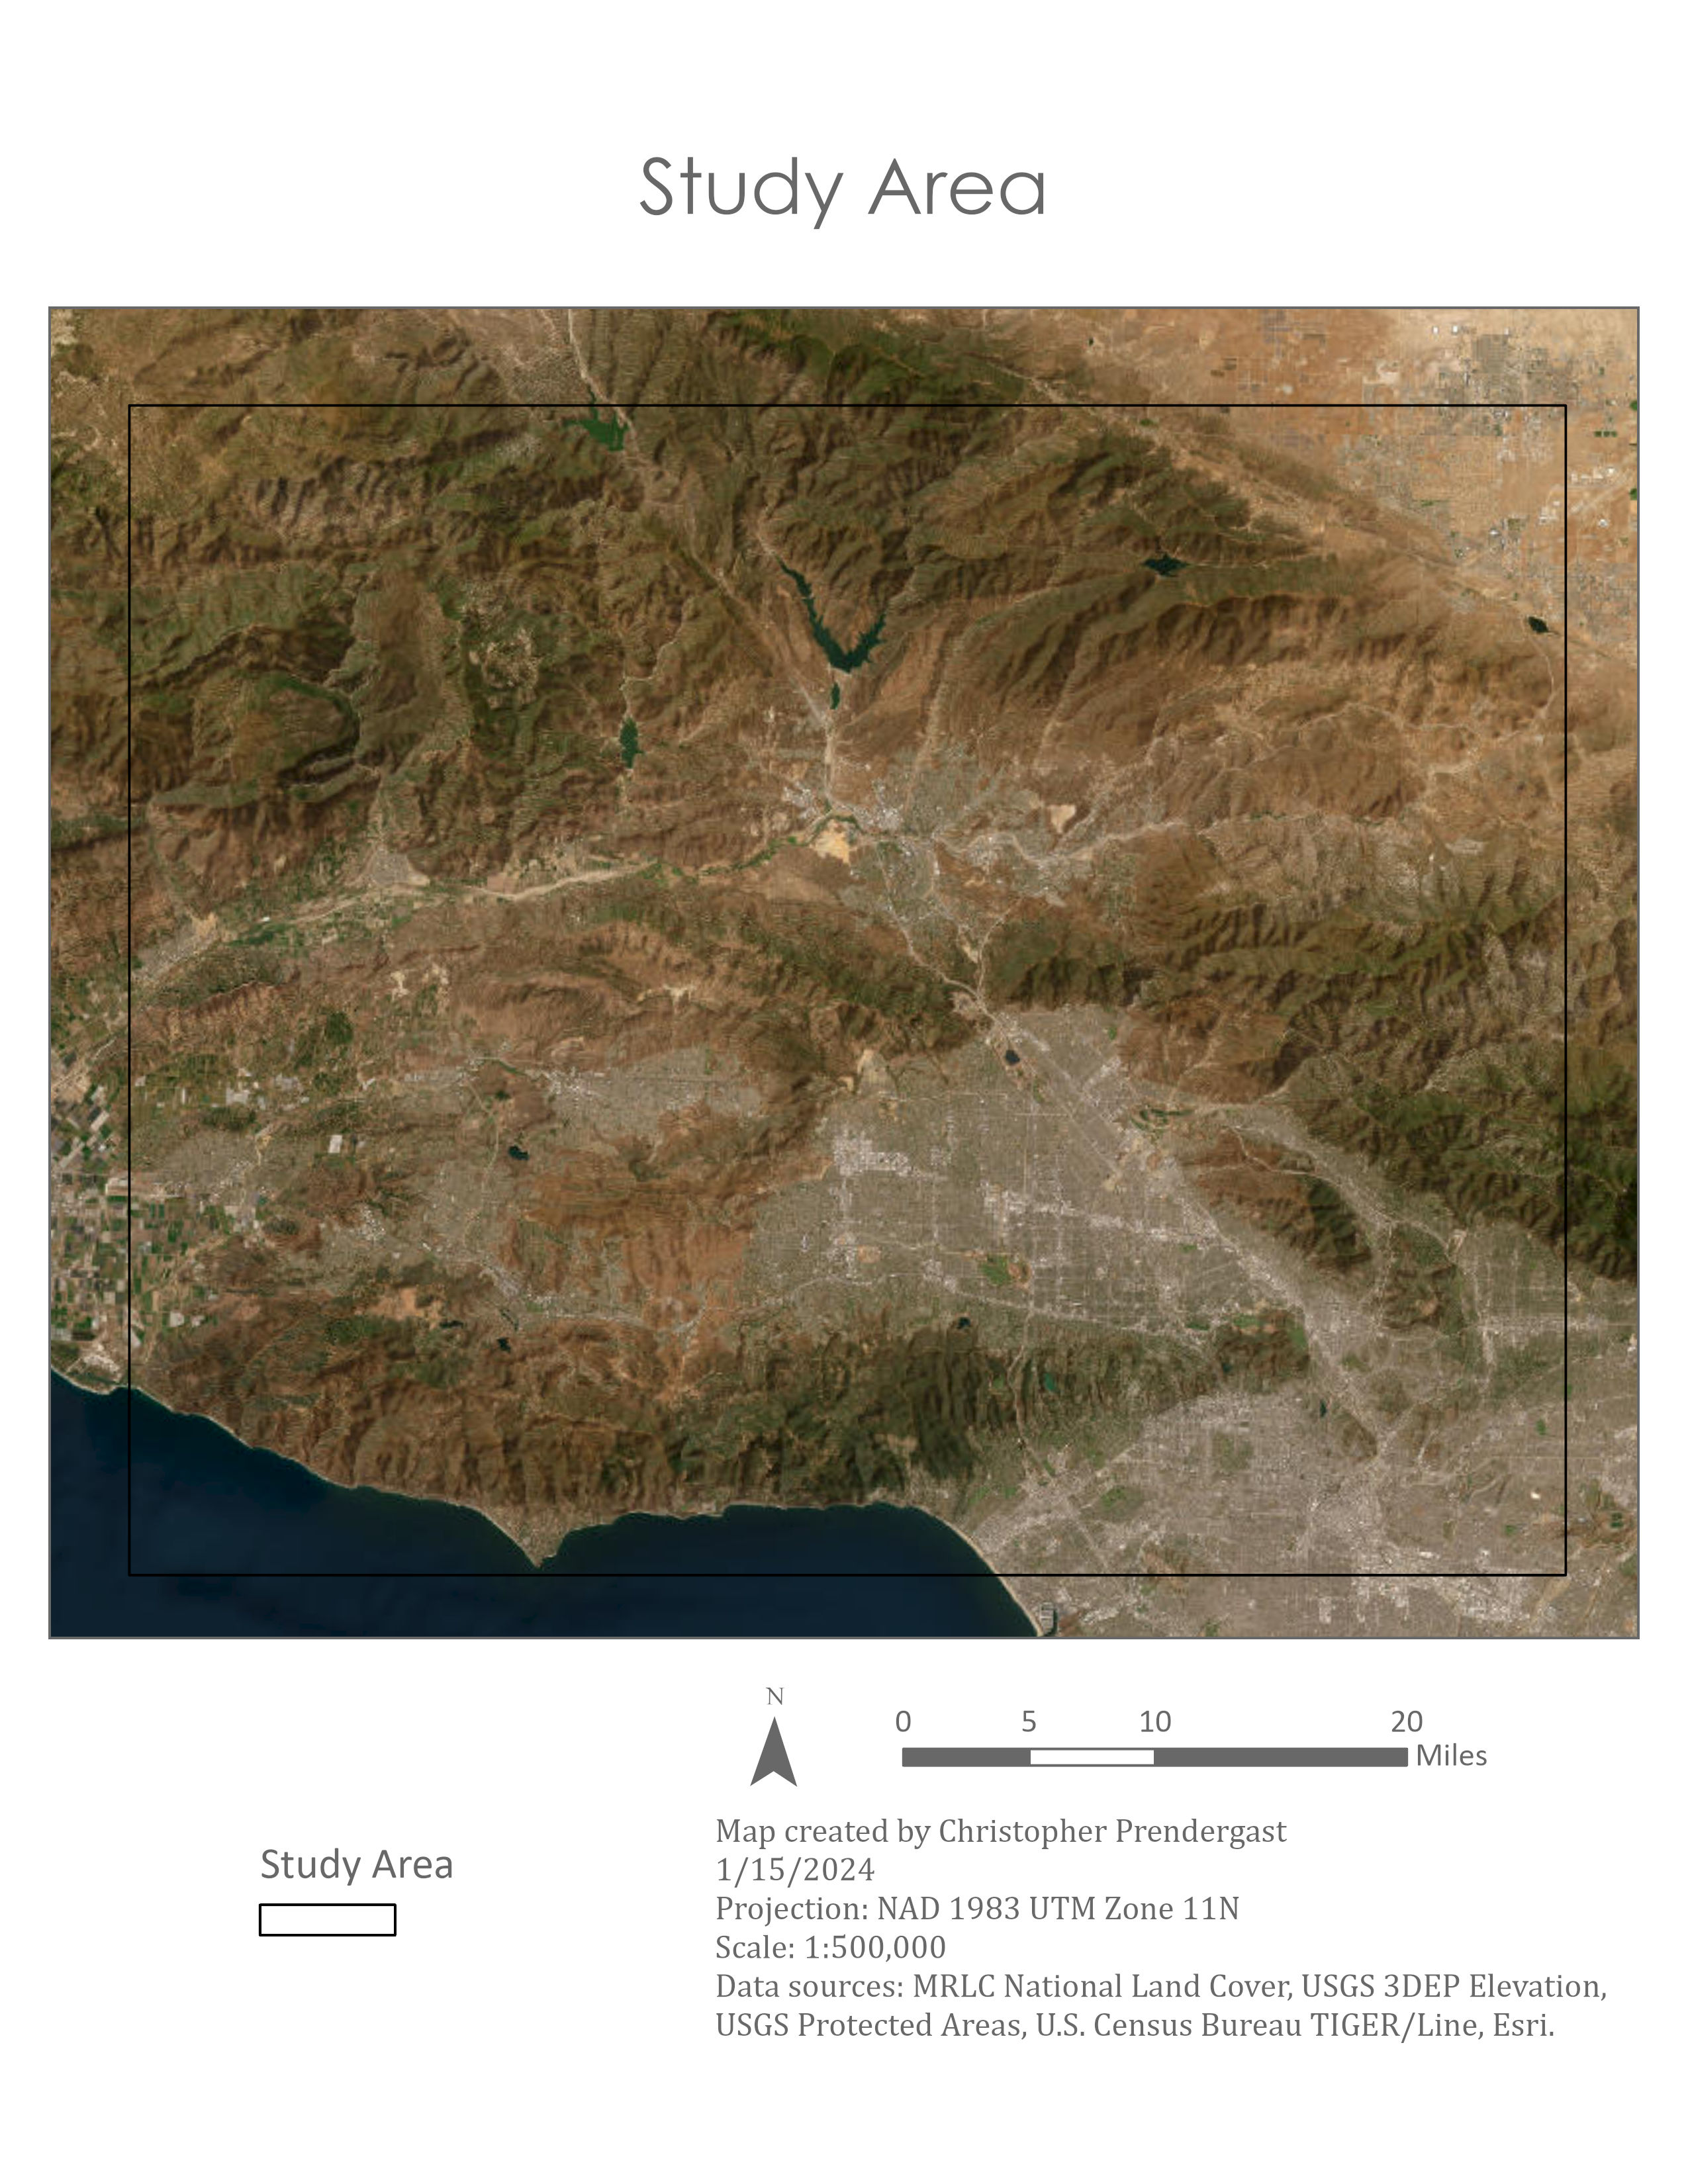 Study Area
N
0 5 10 20
Miles
Study Area
Map created by Christopher Prendergast
1/15/2024
Projection: NAD 1983 UTM Zone 11N
Scale: 1:500,000
Data sources: MRLC National Land Cover, USGS 3DEP Elevation,
USGS Protected Areas, U.S. Census Bureau TIGER/Line, Esri.